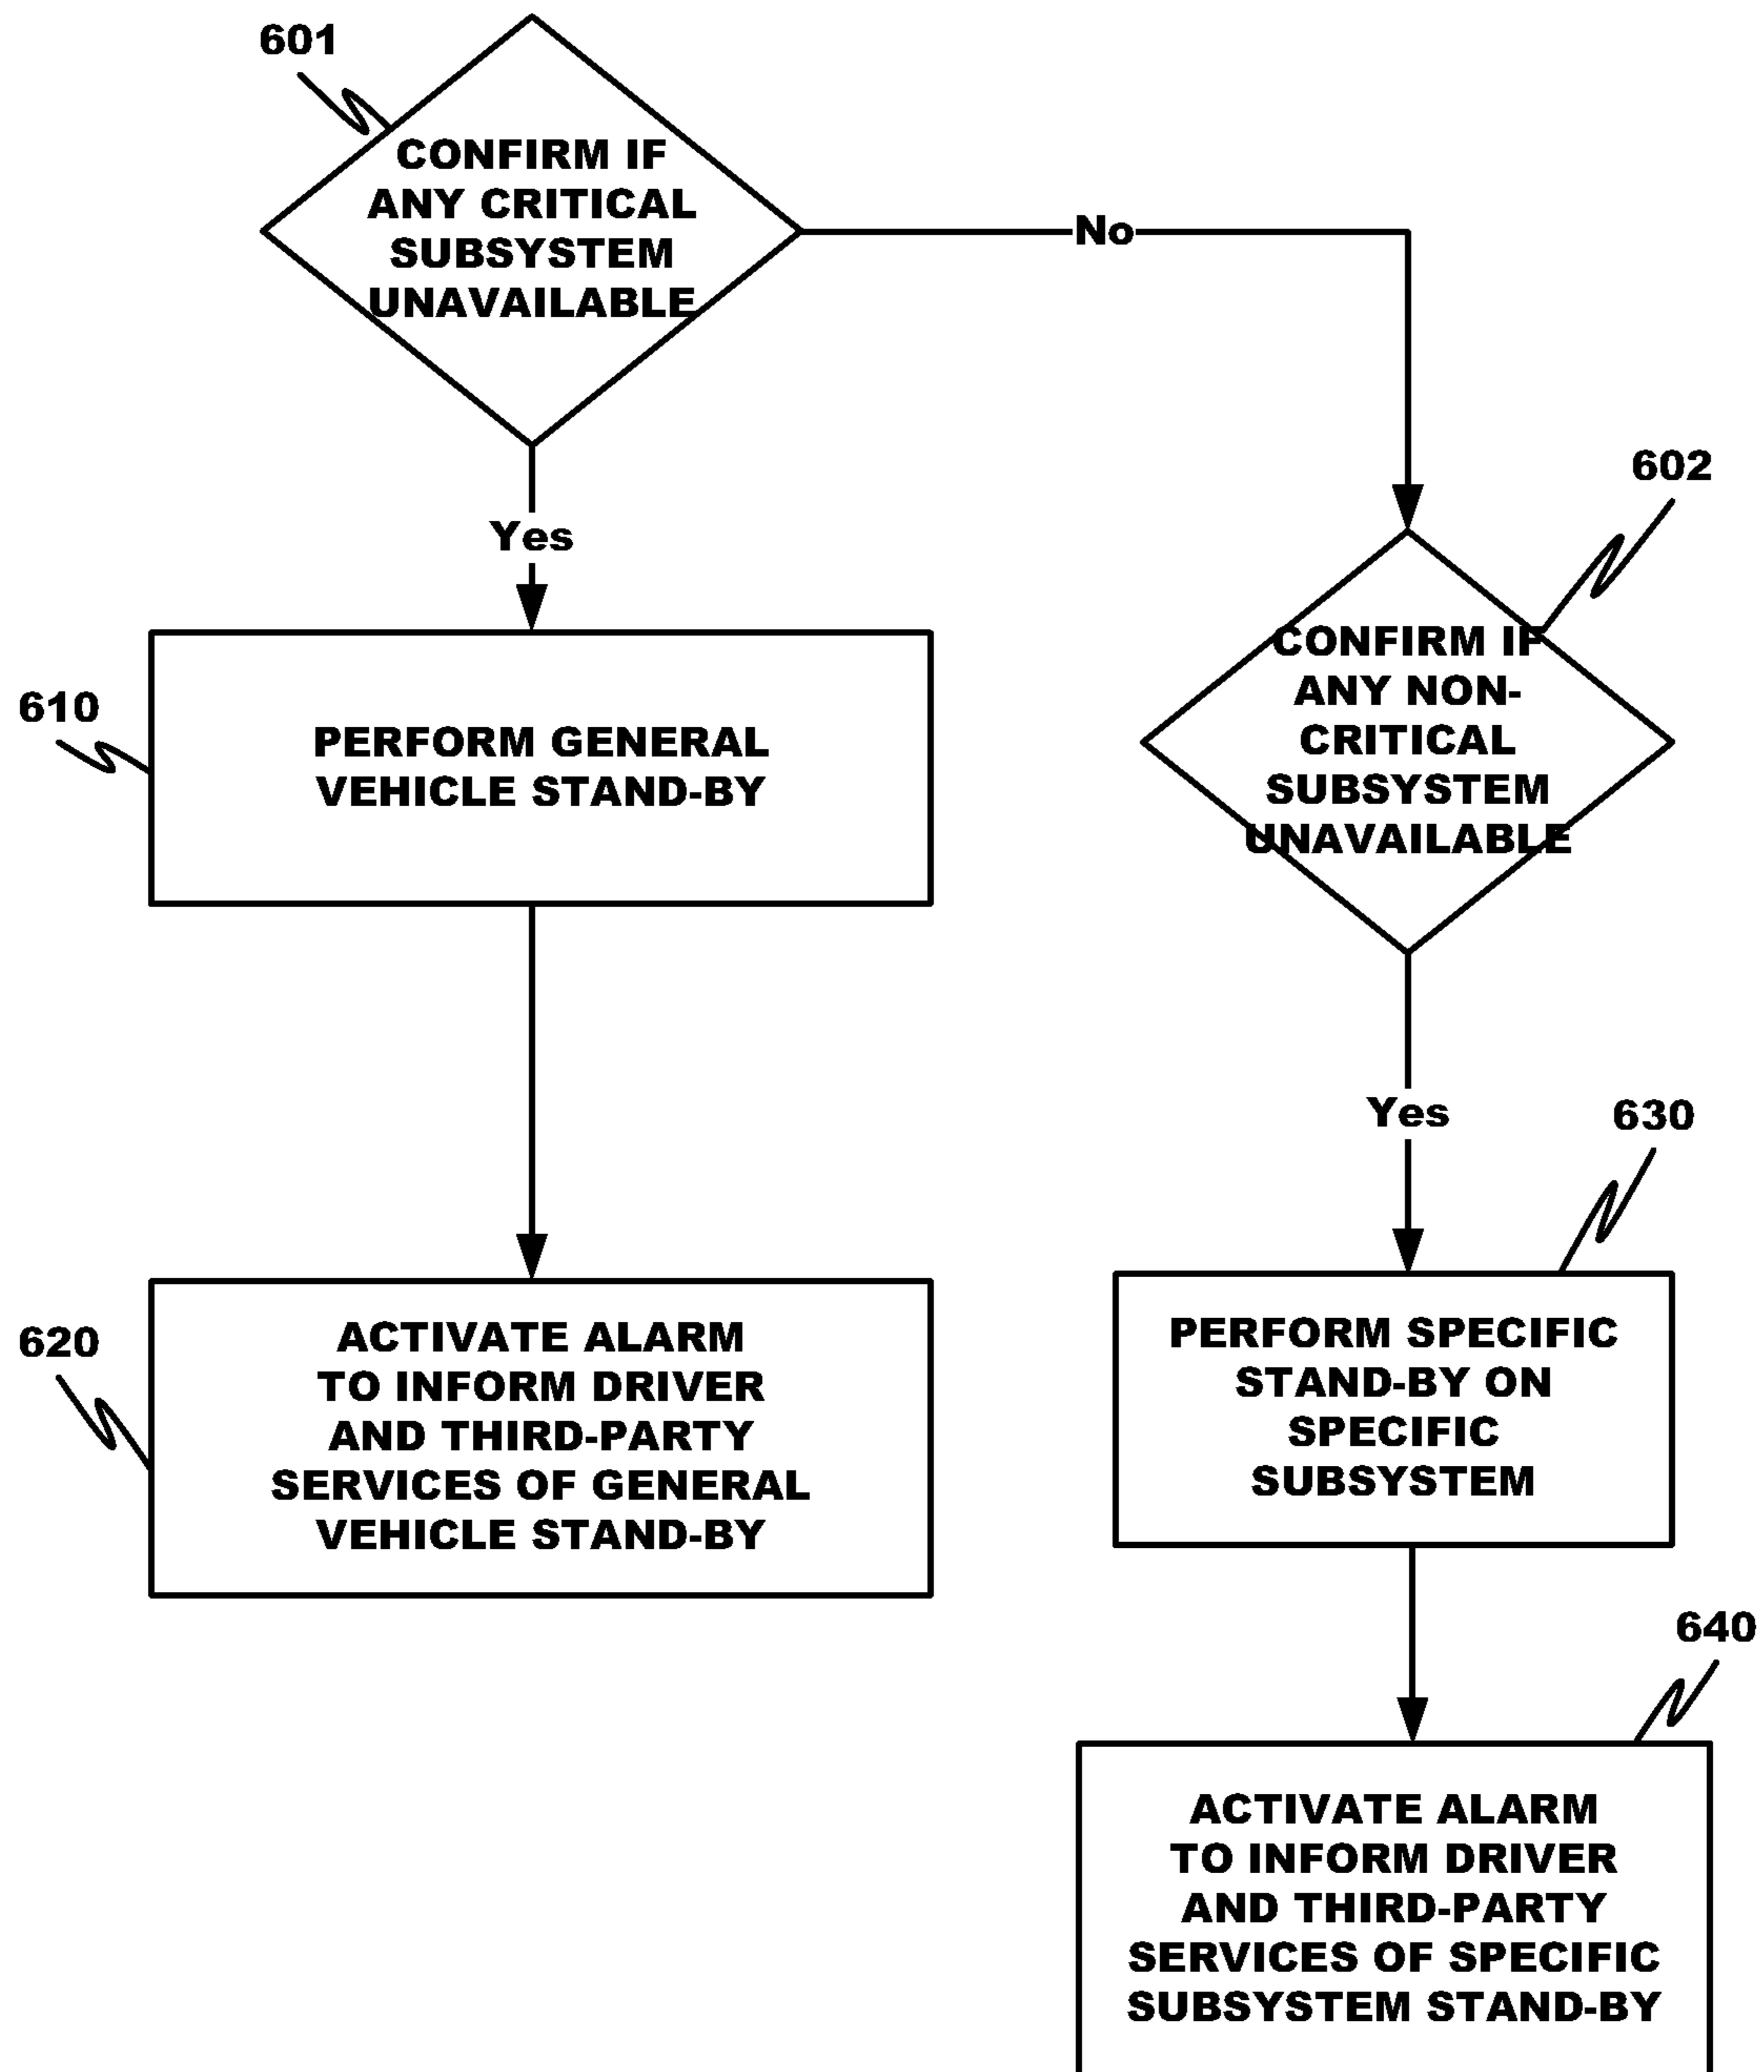 601
CONFIRM IF
ANY CRITICAL
SUBSYSTEM
UNAVAILABLE
No
Yes
602
CONFIRM IF
ANY NON-
CRITICAL
SUBSYSTEM
UNAVAILABLE
610
PERFORM GENERAL
VEHICLE STAND-BY
Yes
630
620
ACTIVATE ALARM
TO INFORM DRIVER
AND THIRD-PARTY
SERVICES OF GENERAL
VEHICLE STAND-BY
PERFORM SPECIFIC
STAND-BY ON
SPECIFIC
SUBSYSTEM
640
ACTIVATE ALARM
TO INFORM DRIVER
AND THIRD-PARTY
SERVICES OF SPECIFIC
SUBSYSTEM STAND-BY